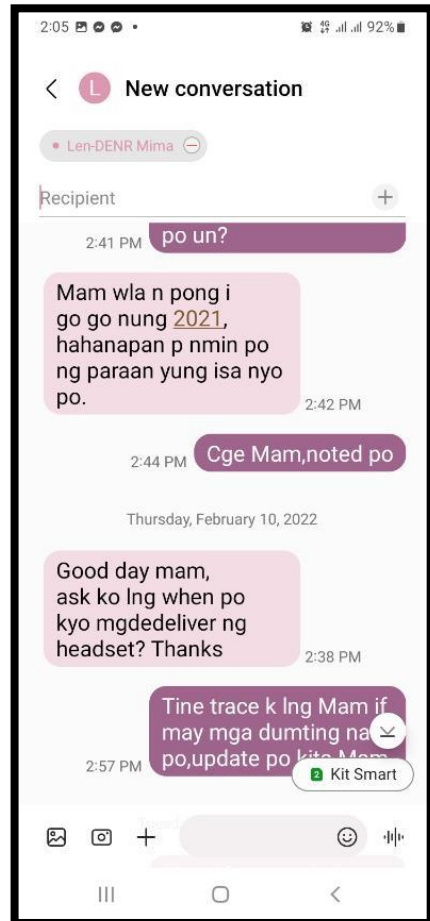 2:05
4G 92%
L New conversation
Len-DENR Mima
Recipient
po un?
2:41 PM
Mam wla n pong i
go go nung 2021,
hahanapan p nmin po
ng paraan yung isa nyo
po.
2:42 PM
Cge Mam,noted po
2:44 PM
Thursday, February 10, 2022
Good day mam,
ask ko lng when po
kyo mgdedeliver ng
headset? Thanks
2:38 PM
Tine trace k lng Mam if
may mga dumting na
po,update po kita Mam
2:57 PM
2 Kit Smart